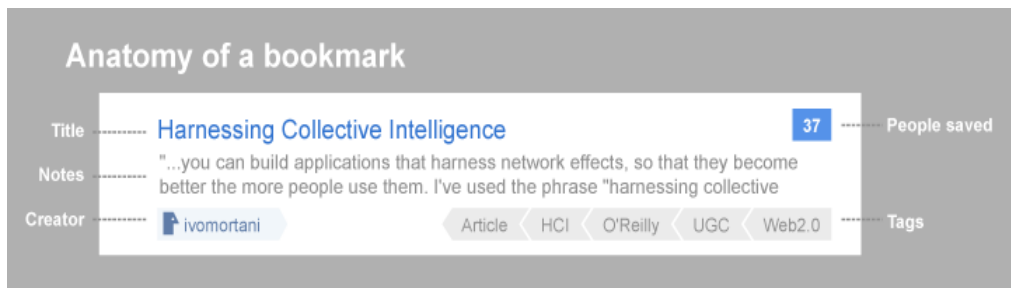 Anatomy of a bookmark
Title
Harnessing Collective Intelligence
37
People saved
Notes
"...you can build applications that harness network effects, so that they become
better the more people use them. I've used the phrase "harnessing collective
Creator
ivomortani
Article
HCI
O'Reilly
UGC
Web2.0
Tags